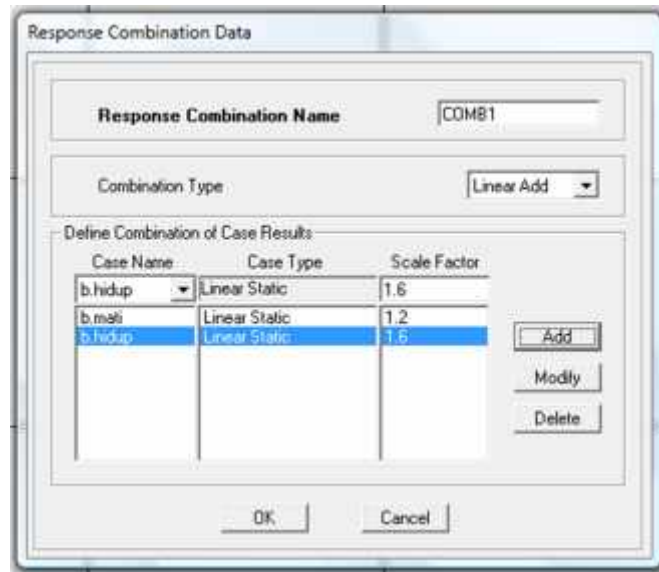 Response Combination Data
Response Combination Name COMB1
Combination Type Linear Add
Define Combination of Case Results
Case Name Case Type Scale Factor
b.hidup Linear Static 1.6
b.mati Linear Static 1.2
b.hidup Linear Static 1.6
Add
Modify
Delete
OK Cancel